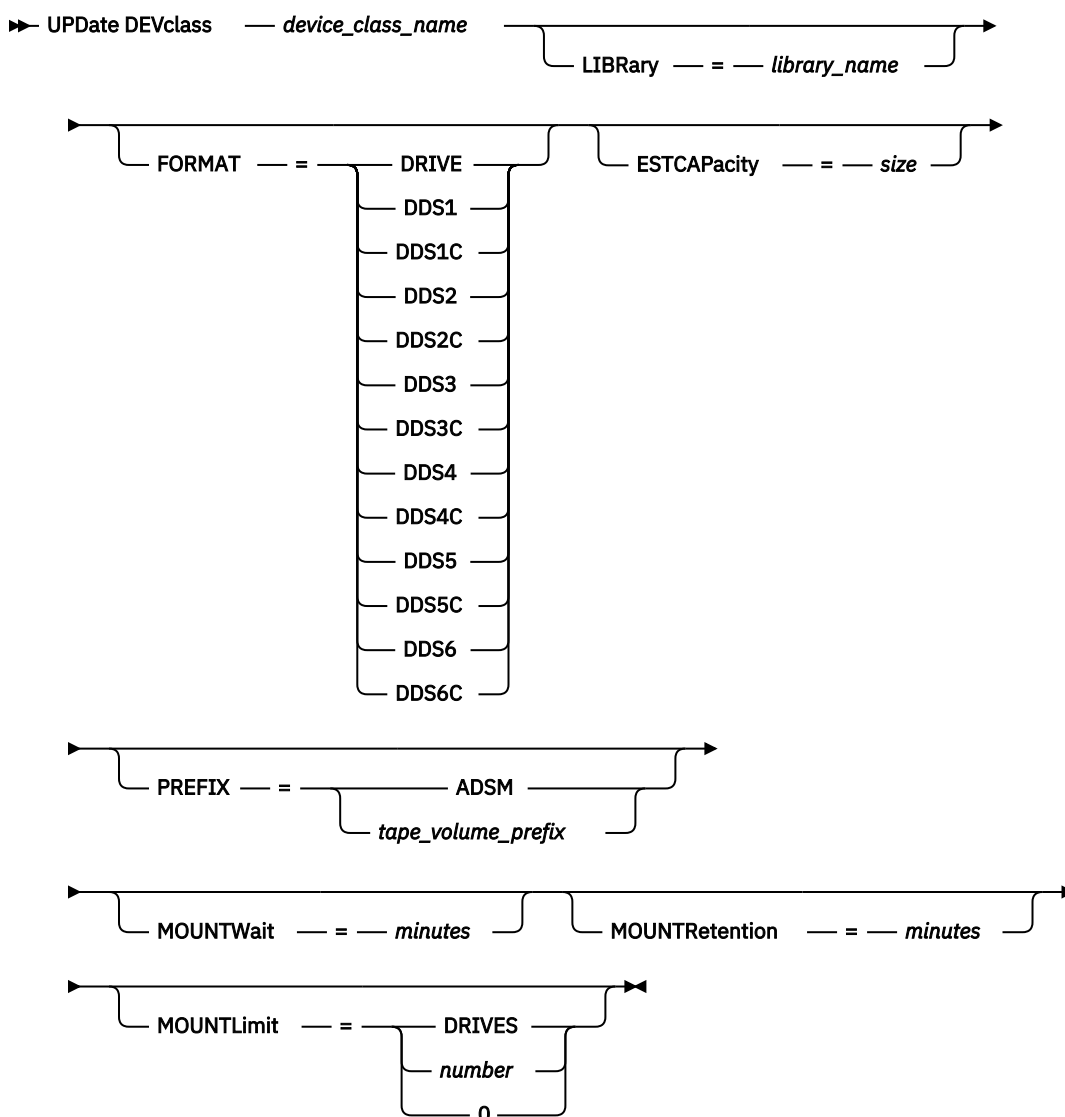 UPDate DEVclass device_class_name
LIBRary = library_name
FORMAT = DRIVE
ESTCAPacity = size
DDS1
DDS1C
DDS2
DDS2C
DDS3
DDS3C
DDS4
DDS4C
DDS5
DDS5C
DDS6
DDS6C
PREFIX = ADSM
tape_volume_prefix
MOUNTWait = minutes
MOUNTRetention = minutes
MOUNTLimit = DRIVES
number
0